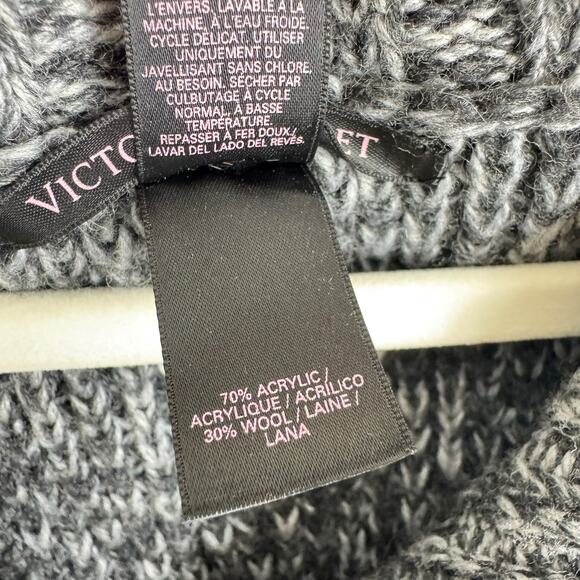 L'ENVERS, LAVABLE À LA
MACHINE, À L'EAU FROIDE.
CYCLE DÉLICAT, UTILISER
UNIQUEMENT DU
JAVELLISANT SANS CHLORE,
AU BESOIN. SÉCHER PAR
CULBUTAGE À CYCLE
NORMAL, À BASSE
TEMPÉRATURE.
REPASSER À FER DOUX./
LAVAR DEL LADO DEL REVÉS.
VICTO ET
70% ACRYLIC /
ACRYLIQUE / ACRÍLICO
30% WOOL / LAINE /
LANA